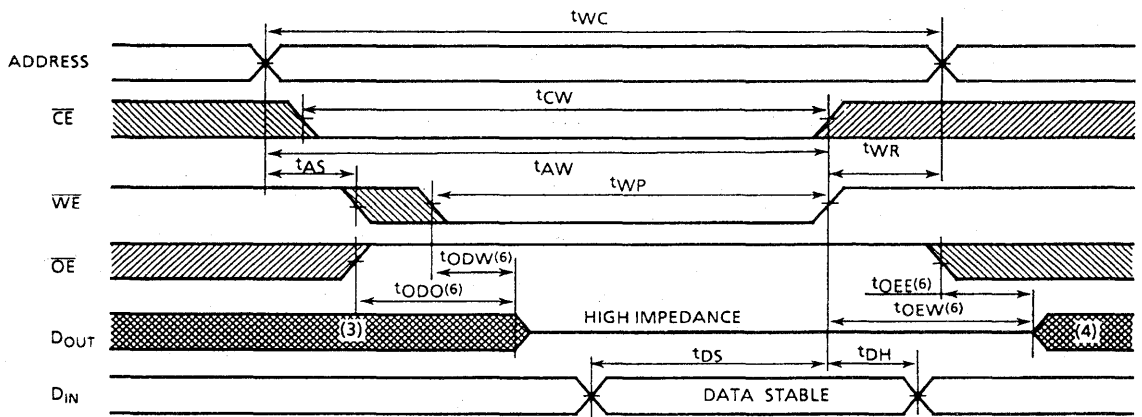 tWC
ADDRESS
tCW
CE
tAS
tAW
tWR
tWP
WE
OE
tODW(6)
tOEE(6)
tODO(6)
tOEW(6)
(3)
HIGH IMPEDANCE
(4)
DOUT
tDS
tDH
DIN
DATA STABLE